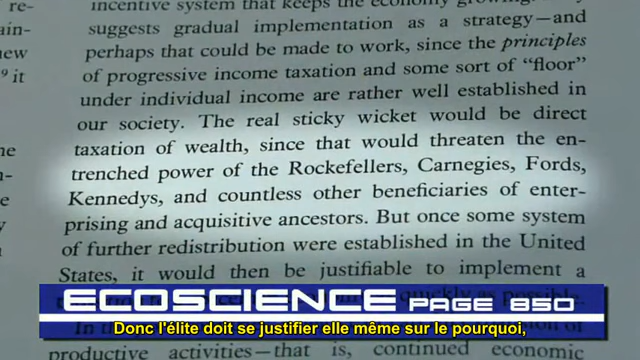 re-
incentive system that keeps the economy growing.
ain-
suggests gradual implementation as a strategy—and
new
perhaps that could be made to work, since the principles
9 it
of progressive income taxation and some sort of “floor”
under individual income are rather well established in
our society. The real sticky wicket would be direct
taxation of wealth, since that would threaten the en-
trenched power of the Rockefellers, Carnegies, Fords,
Kennedys, and countless other beneficiaries of enter-
prising and acquisitive ancestors. But once some system
of further redistribution were established in the United
States, it would then be justifiable to implement a
ECOSCIENCE PAGE 850
Donc l'élite doit se justifier elle même sur le pourquoi,
productive activities—that is, continued economic